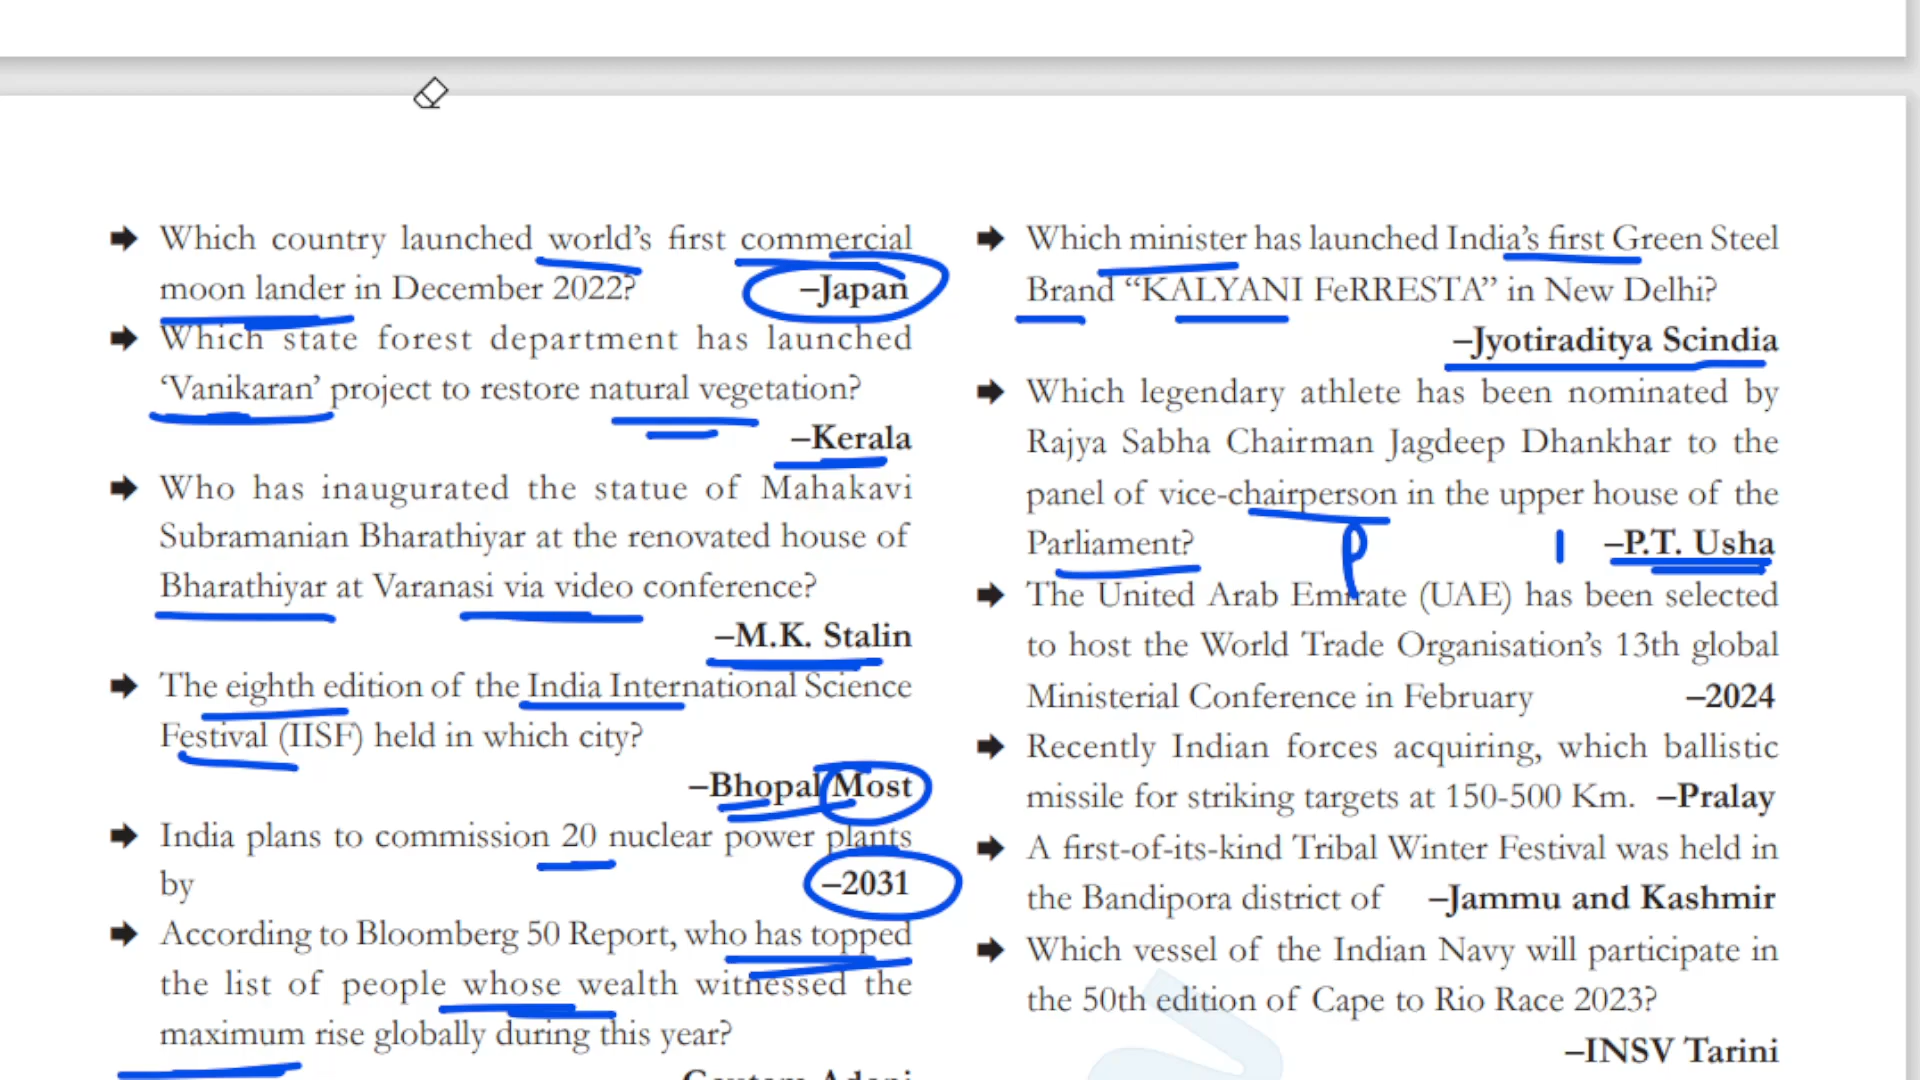 ➡ Which country launched world’s first commercial
moon lander in December 2022? –Japan
➡ Which state forest department has launched
‘Vanikaran’ project to restore natural vegetation?
–Kerala
➡ Who has inaugurated the statue of Mahakavi
Subramanian Bharathiyar at the renovated house of
Bharathiyar at Varanasi via video conference?
–M.K. Stalin
➡ The eighth edition of the India International Science
Festival (IISF) held in which city?
–Bhopal Most
➡ India plans to commission 20 nuclear power plants
by –2031
➡ According to Bloomberg 50 Report, who has topped
the list of people whose wealth witnessed the
maximum rise globally during this year?
➡ Which minister has launched India’s first Green Steel
Brand “KALYANI FeRRESTA” in New Delhi?
–Jyotiraditya Scindia
➡ Which legendary athlete has been nominated by
Rajya Sabha Chairman Jagdeep Dhankhar to the
panel of vice-chairperson in the upper house of the
Parliament? P | –P.T. Usha
➡ The United Arab Emirate (UAE) has been selected
to host the World Trade Organisation’s 13th global
Ministerial Conference in February –2024
➡ Recently Indian forces acquiring, which ballistic
missile for striking targets at 150-500 Km. –Pralay
➡ A first-of-its-kind Tribal Winter Festival was held in
the Bandipora district of –Jammu and Kashmir
➡ Which vessel of the Indian Navy will participate in
the 50th edition of Cape to Rio Race 2023?
–INSV Tarini